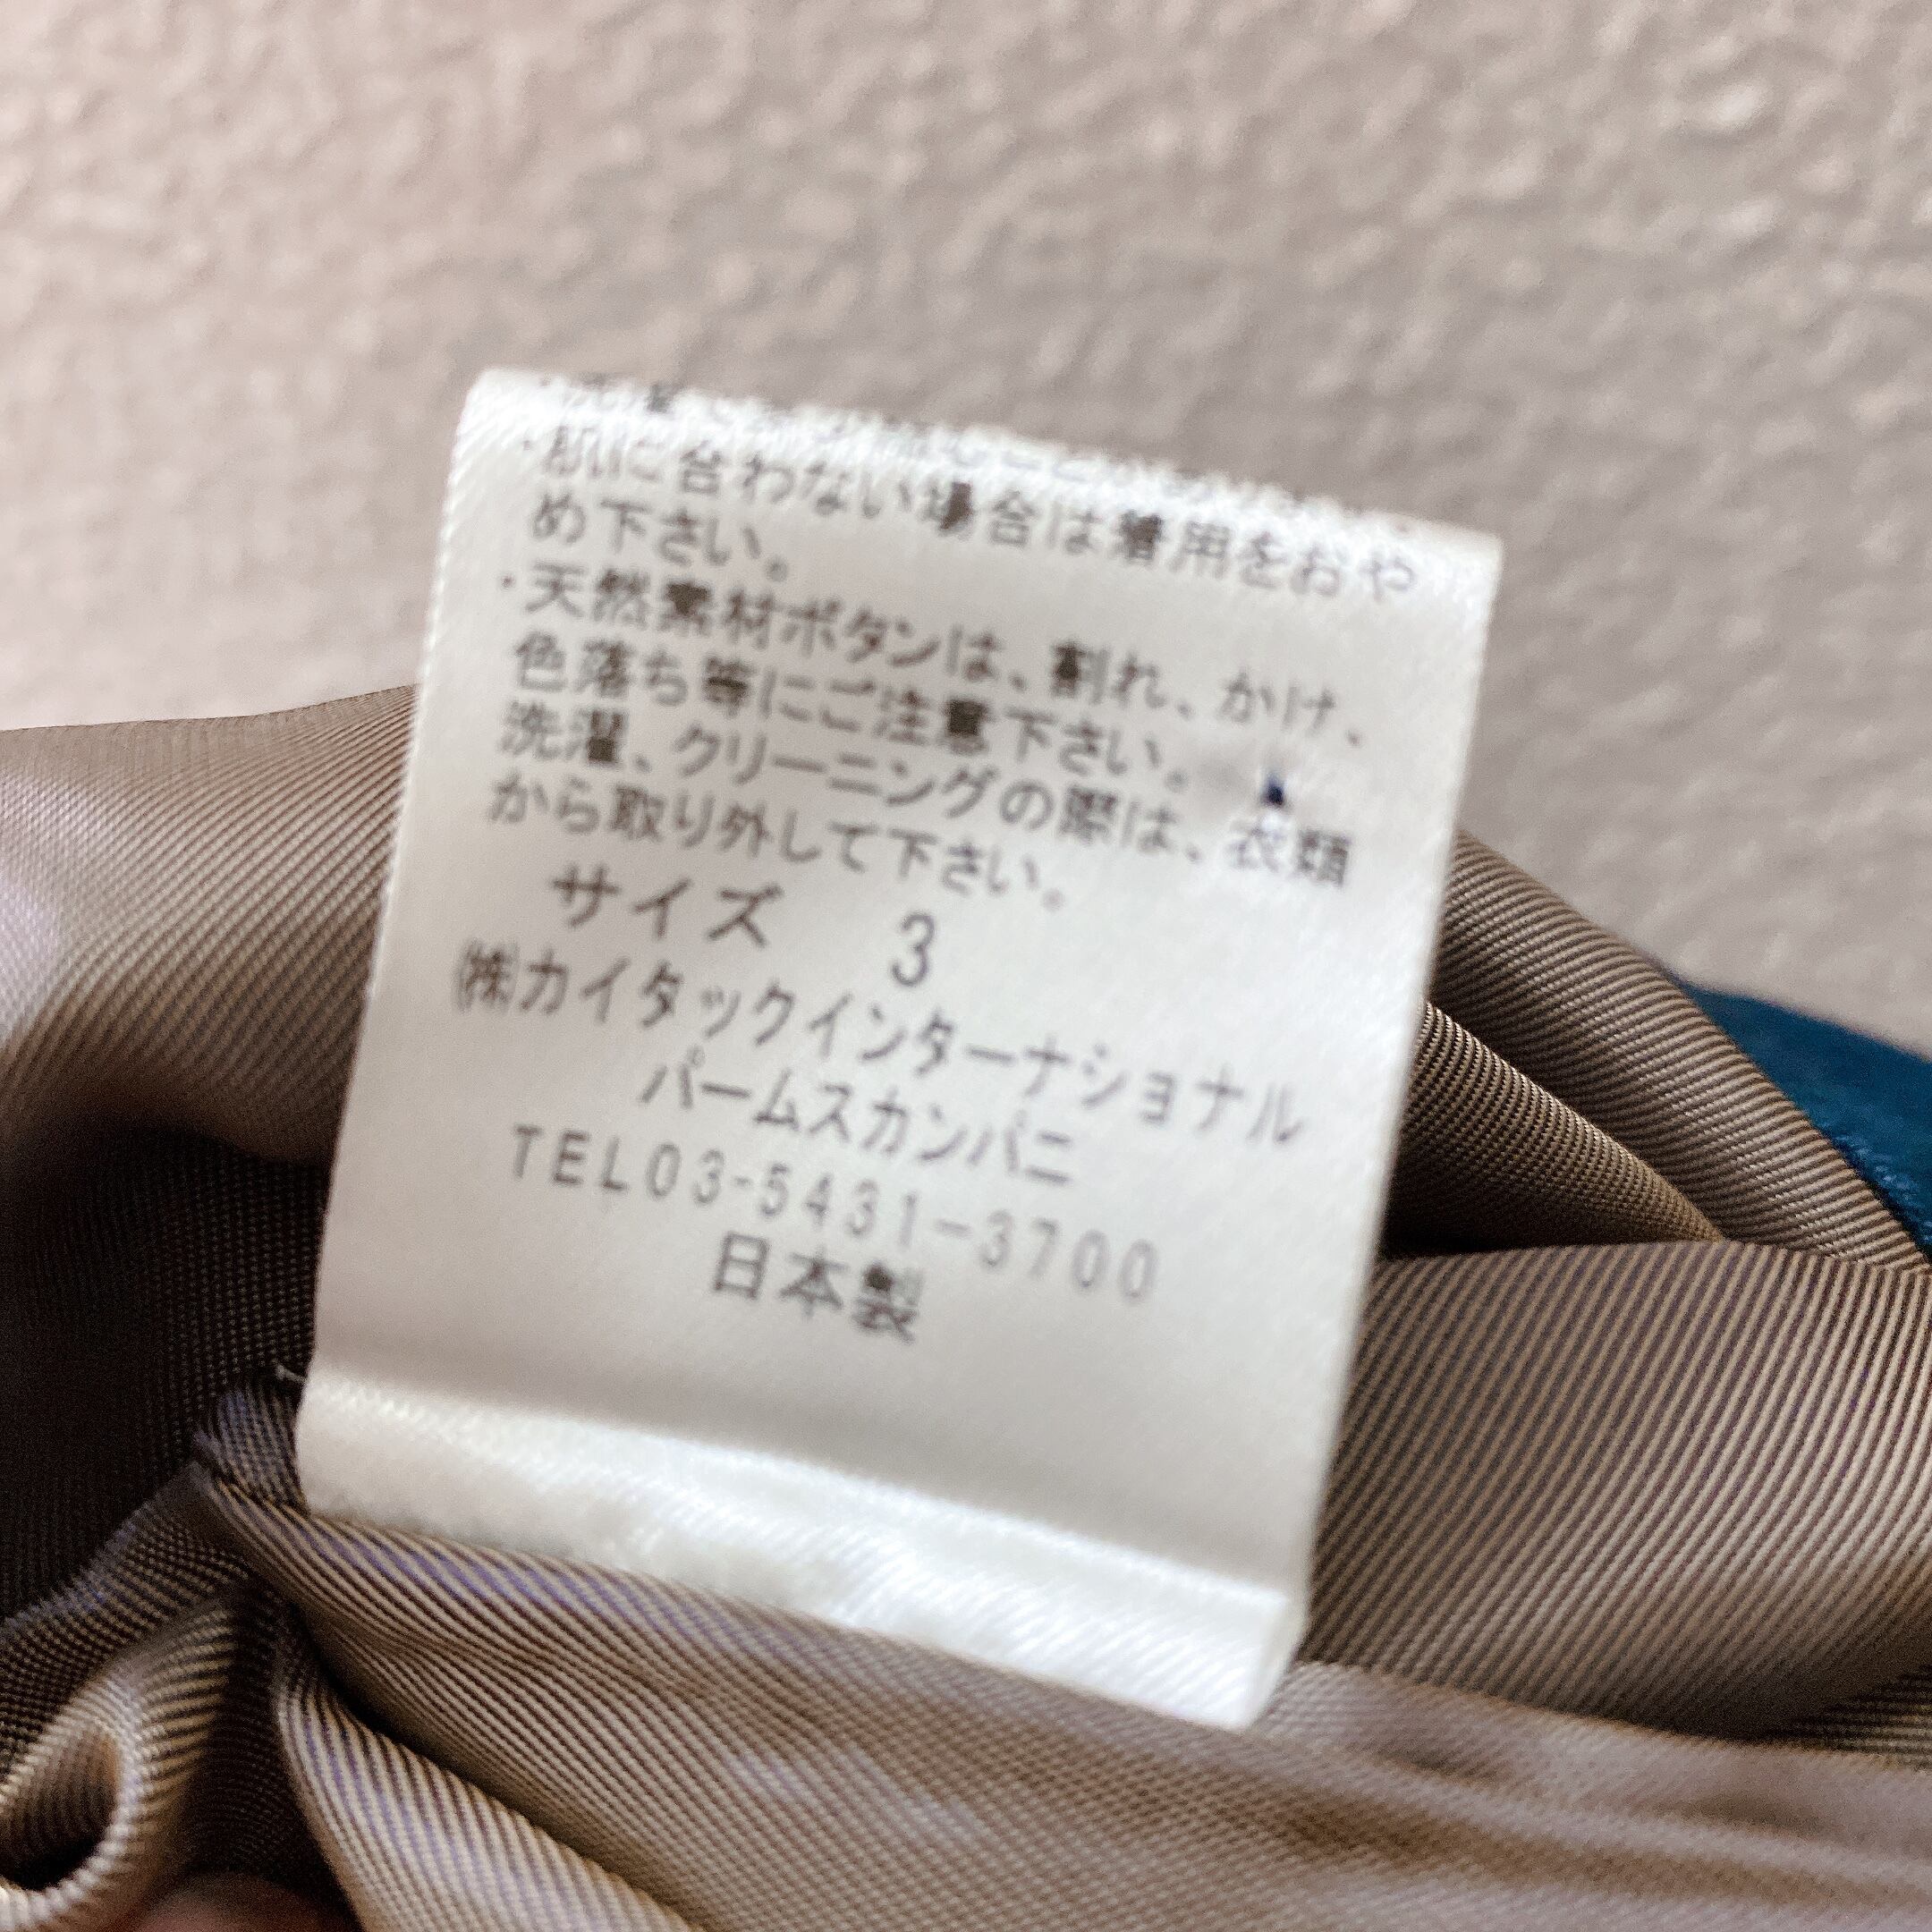 ・肌に合わない場合は着用をおや
め下さい。
・天然素材ボタンは、割れ、かけ、
色落ち等にご注意下さい。
洗濯、クリーニングの際は、衣類
から取り外して下さい。
サイズ 3
㈱カイタックインターナショナル
パームスカンパニ
TEL03-5431-3700
日本製